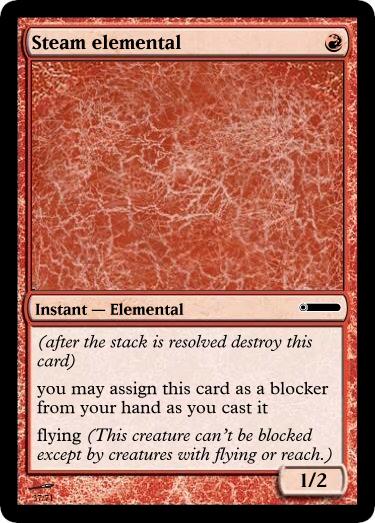 Steam elemental
Instant — Elemental
(after the stack is resolved destroy this
card)
you may assign this card as a blocker
from your hand as you cast it
flying (This creature can't be blocked
except by creatures with flying or reach.)
1/2